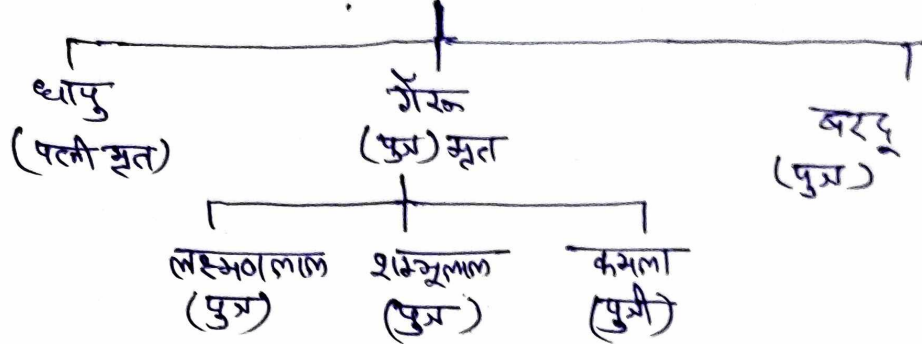 धापु गेरू बरदू
(पत्नी मृत) (पुत्र) मृत (पुत्र)
लक्ष्मणलाल शम्भूलाल कमला
(पुत्र) (पुत्र) (पुत्री)